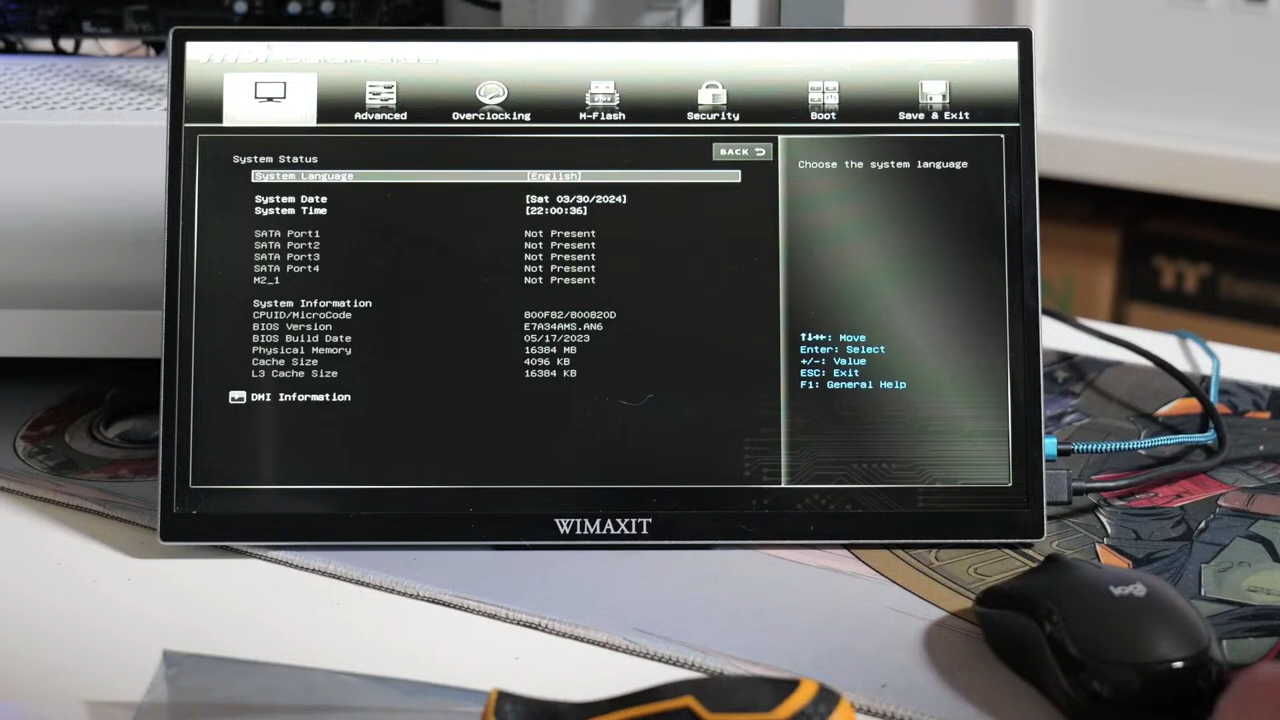 Advanced
Overclocking
M-Flash
Security
Boot
Save & Exit
BACK
System Status
System Language [English]
System Date [Sat 03/30/2024]
System Time [22:00:36]
SATA Port1 Not Present
SATA Port2 Not Present
SATA Port3 Not Present
SATA Port4 Not Present
M2_1 Not Present
System Information
CPUID/MicroCode 800F82/800820D
BIOS Version E7A34AMS.AN6
BIOS Build Date 05/17/2023
Physical Memory 16384 MB
Cache Size 4096 KB
L3 Cache Size 16384 KB
DMI Information
Choose the system language
↑↓→←: Move
Enter: Select
+/-: Value
ESC: Exit
F1: General Help
WIMAXIT
logi